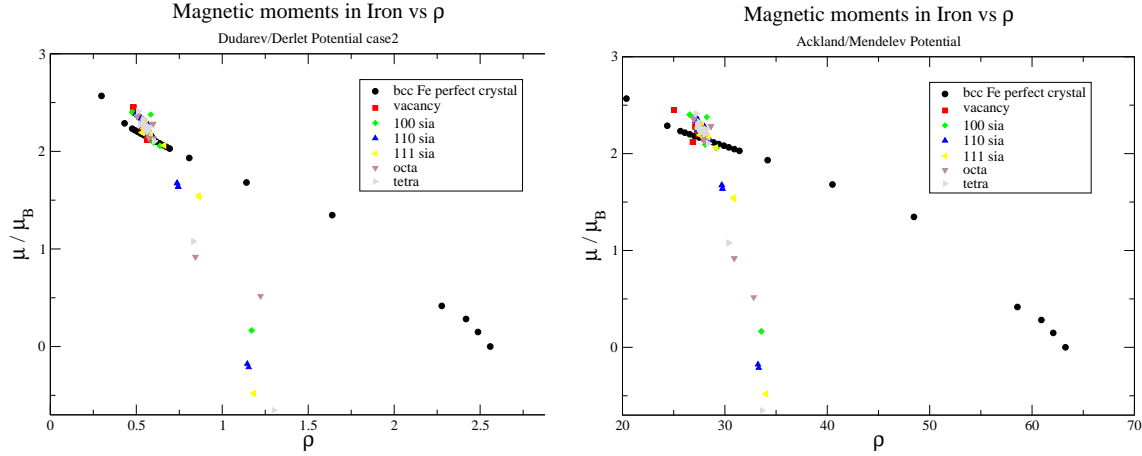 Magnetic moments in Iron vs ρ
Dudarev/Derlet Potential case2
3
2
1
0
μ / μ_B
bcc Fe perfect crystal
vacancy
100 sia
110 sia
111 sia
octa
tetra
0 0.5 1 1.5 2 2.5
ρ
Magnetic moments in Iron vs ρ
Ackland/Mendelev Potential
3
2
1
0
μ / μ_B
bcc Fe perfect crystal
vacancy
100 sia
110 sia
111 sia
octa
tetra
20 30 40 50 60 70
ρ